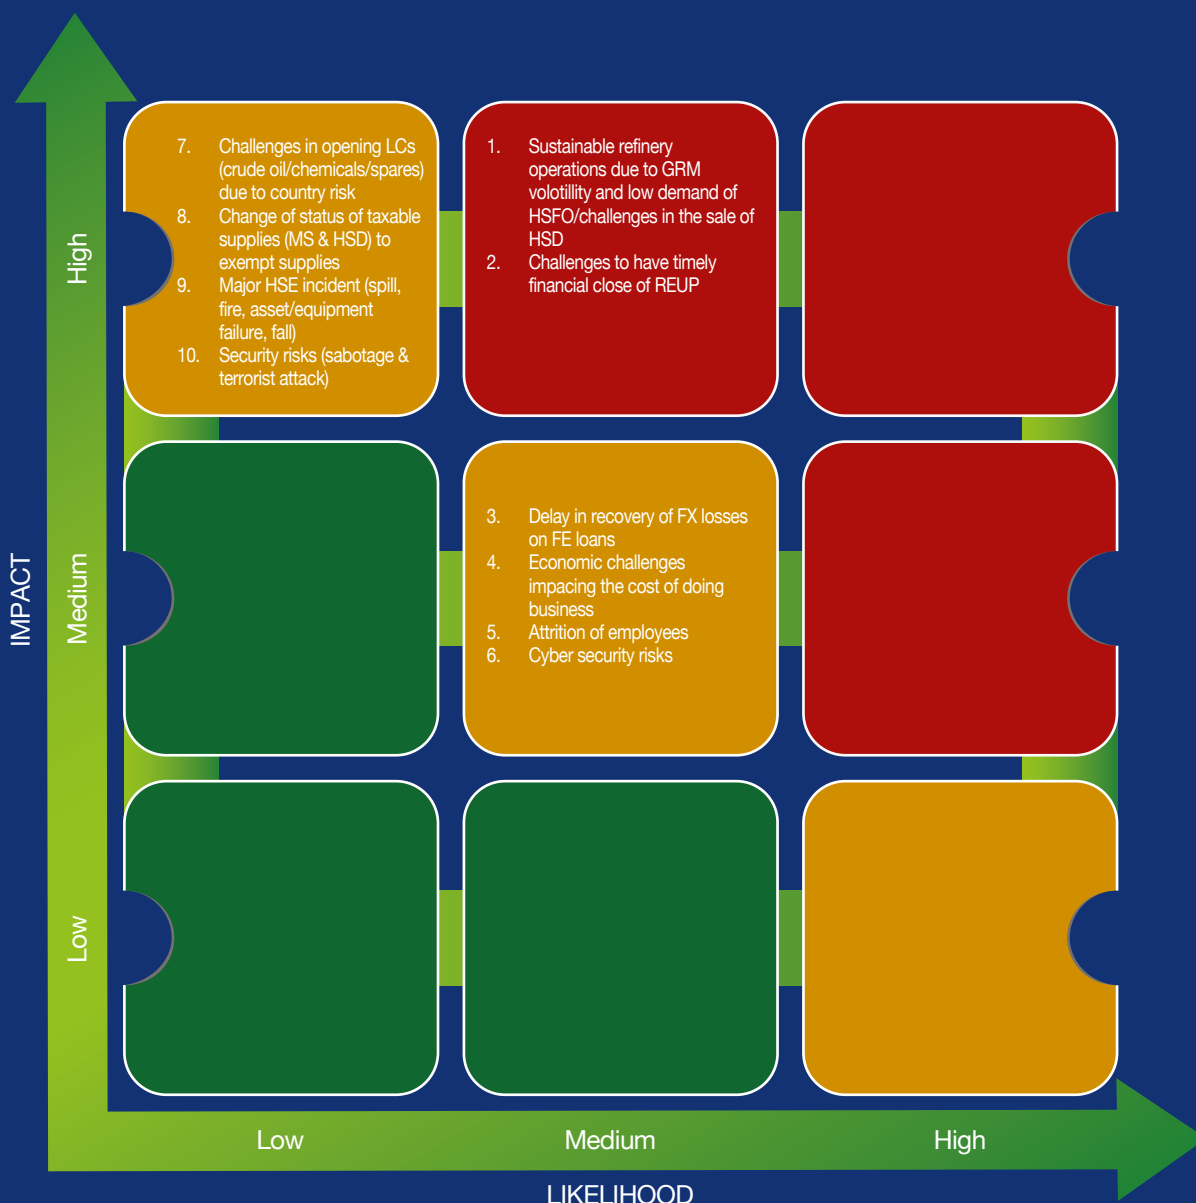 IMPACT
High
Medium
Low
7. Challenges in opening LCs
(crude oil/chemicals/spares)
due to country risk
8. Change of status of taxable
supplies (MS & HSD) to
exempt supplies
9. Major HSE incident (spill,
fire, asset/equipment
failure, fall)
10. Security risks (sabotage &
terrorist attack)
1. Sustainable refinery
operations due to GRM
volotillity and low demand of
HSFO/challenges in the sale of
HSD
2. Challenges to have timely
financial close of REUP
3. Delay in recovery of FX losses
on FE loans
4. Economic challenges
impacing the cost of doing
business
5. Attrition of employees
6. Cyber security risks
Low
Medium
High
LIKELIHOOD